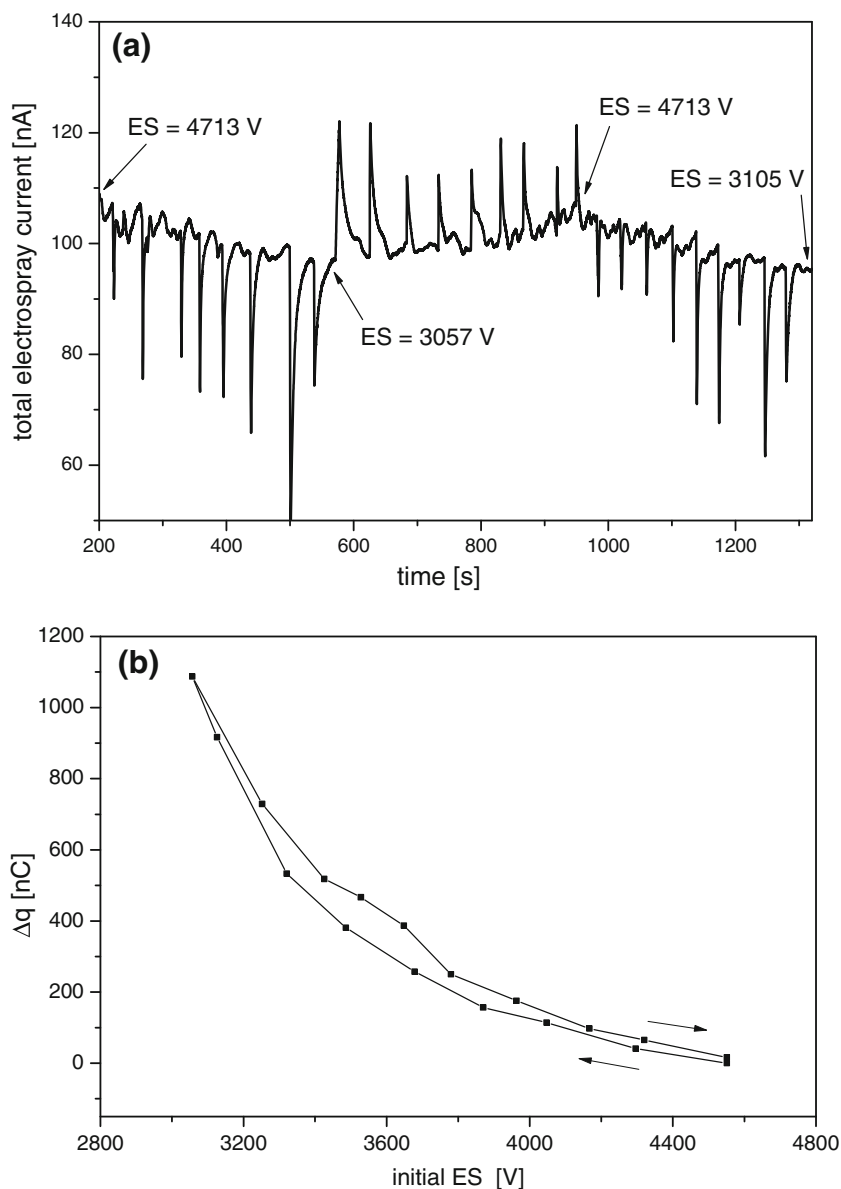 (a)
140
120
100
80
60
total electrospray current [nA]
ES = 4713 V
ES = 4713 V
ES = 3105 V
ES = 3057 V
200 400 600 800 1000 1200
time [s]
(b)
1200
1000
800
600
400
200
0
Δq [nC]
2800 3200 3600 4000 4400 4800
initial ES [V]